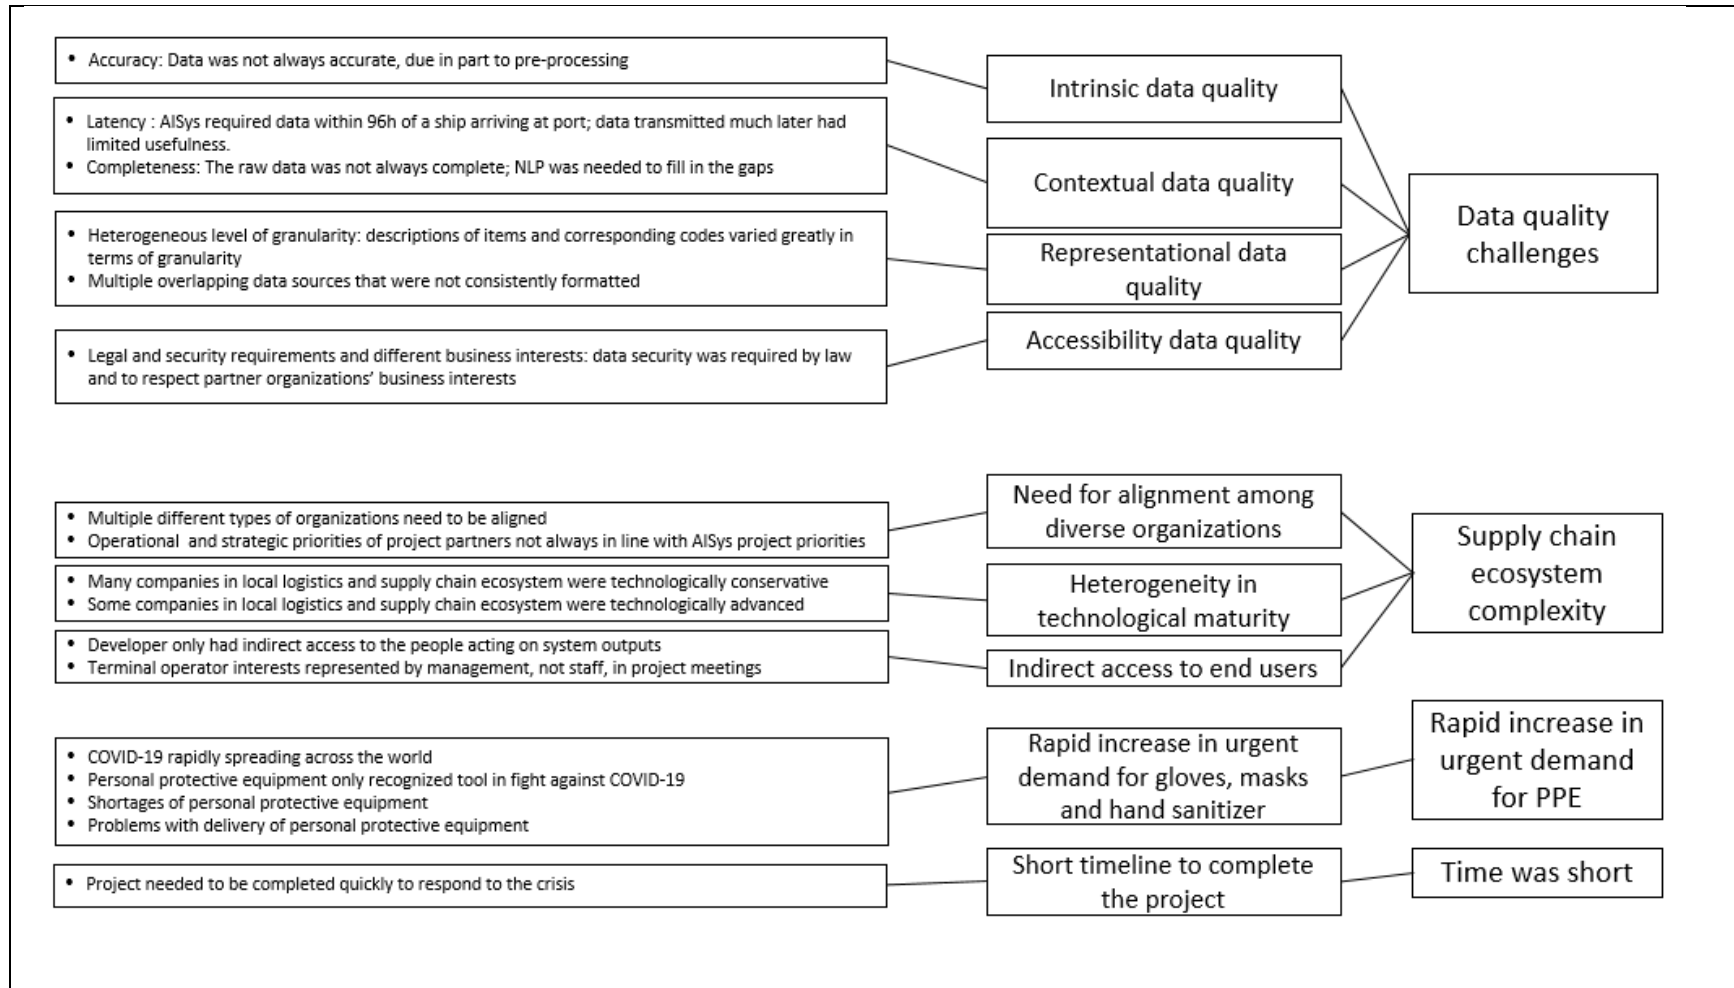 • Accuracy: Data was not always accurate, due in part to pre-processing
Intrinsic data quality
• Latency : AISys required data within 96h of a ship arriving at port; data transmitted much later had
limited usefulness.
• Completeness: The raw data was not always complete; NLP was needed to fill in the gaps
Contextual data quality
• Heterogeneous level of granularity: descriptions of items and corresponding codes varied greatly in
terms of granularity
• Multiple overlapping data sources that were not consistently formatted
Representational data
quality
• Legal and security requirements and different business interests: data security was required by law
and to respect partner organizations’ business interests
Accessibility data quality
Data quality
challenges
• Multiple different types of organizations need to be aligned
• Operational and strategic priorities of project partners not always in line with AISys project priorities
Need for alignment among
diverse organizations
• Many companies in local logistics and supply chain ecosystem were technologically conservative
• Some companies in local logistics and supply chain ecosystem were technologically advanced
Heterogeneity in
technological maturity
• Developer only had indirect access to the people acting on system outputs
• Terminal operator interests represented by management, not staff, in project meetings
Indirect access to end users
Supply chain
ecosystem
complexity
• COVID-19 rapidly spreading across the world
• Personal protective equipment only recognized tool in fight against COVID-19
• Shortages of personal protective equipment
• Problems with delivery of personal protective equipment
Rapid increase in urgent
demand for gloves, masks
and hand sanitizer
Rapid increase in
urgent demand
for PPE
• Project needed to be completed quickly to respond to the crisis
Short timeline to complete
the project
Time was short